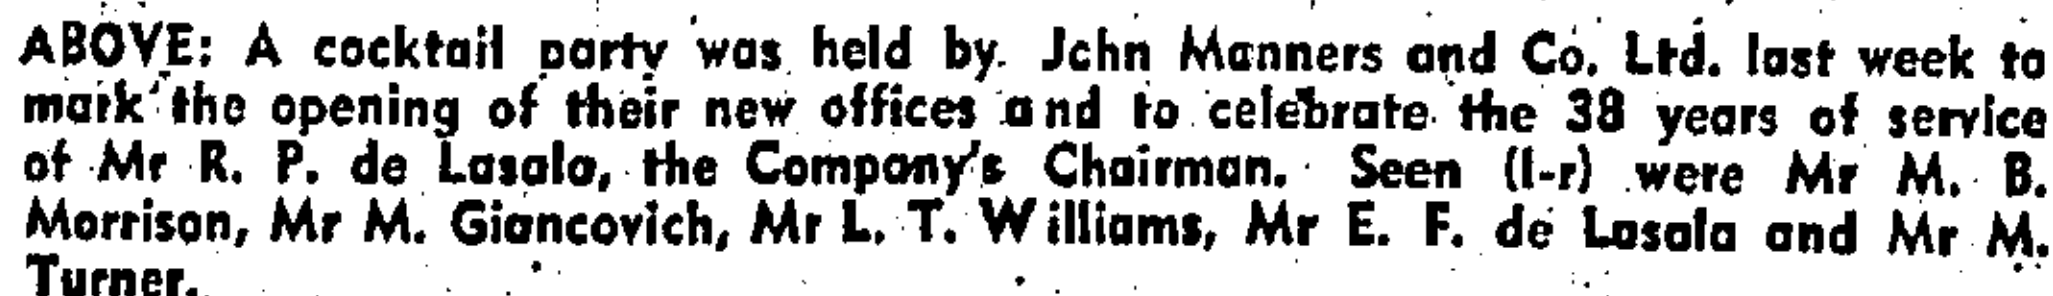 ABOVE: A cocktail party was held by John Manners and Co. Ltd. last week to
mark the opening of their new offices and to celebrate the 38 years of service
of Mr R. P. de Lasala, the Company's Chairman. Seen (l-r) were Mr M. B.
Morrison, Mr M. Giancovich, Mr L. T. Williams, Mr E. F. de Lasala and Mr M.
Turner.